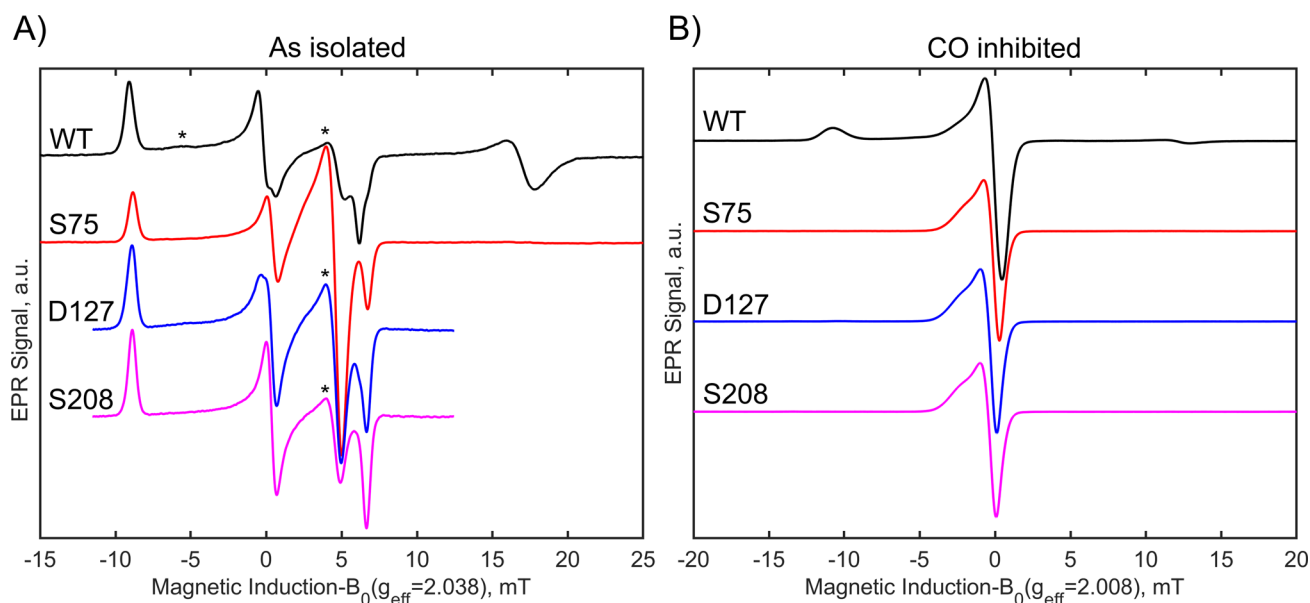 A)
As isolated
WT
*
*
S75
D127
*
S208
*
EPR Signal, a.u.
-15 -10 -5 0 5 10 15 20 25
Magnetic Induction-B0(geff=2.038), mT
B)
CO inhibited
WT
S75
D127
S208
EPR Signal, a.u.
-20 -15 -10 -5 0 5 10 15 20
Magnetic Induction-B0(geff=2.008), mT